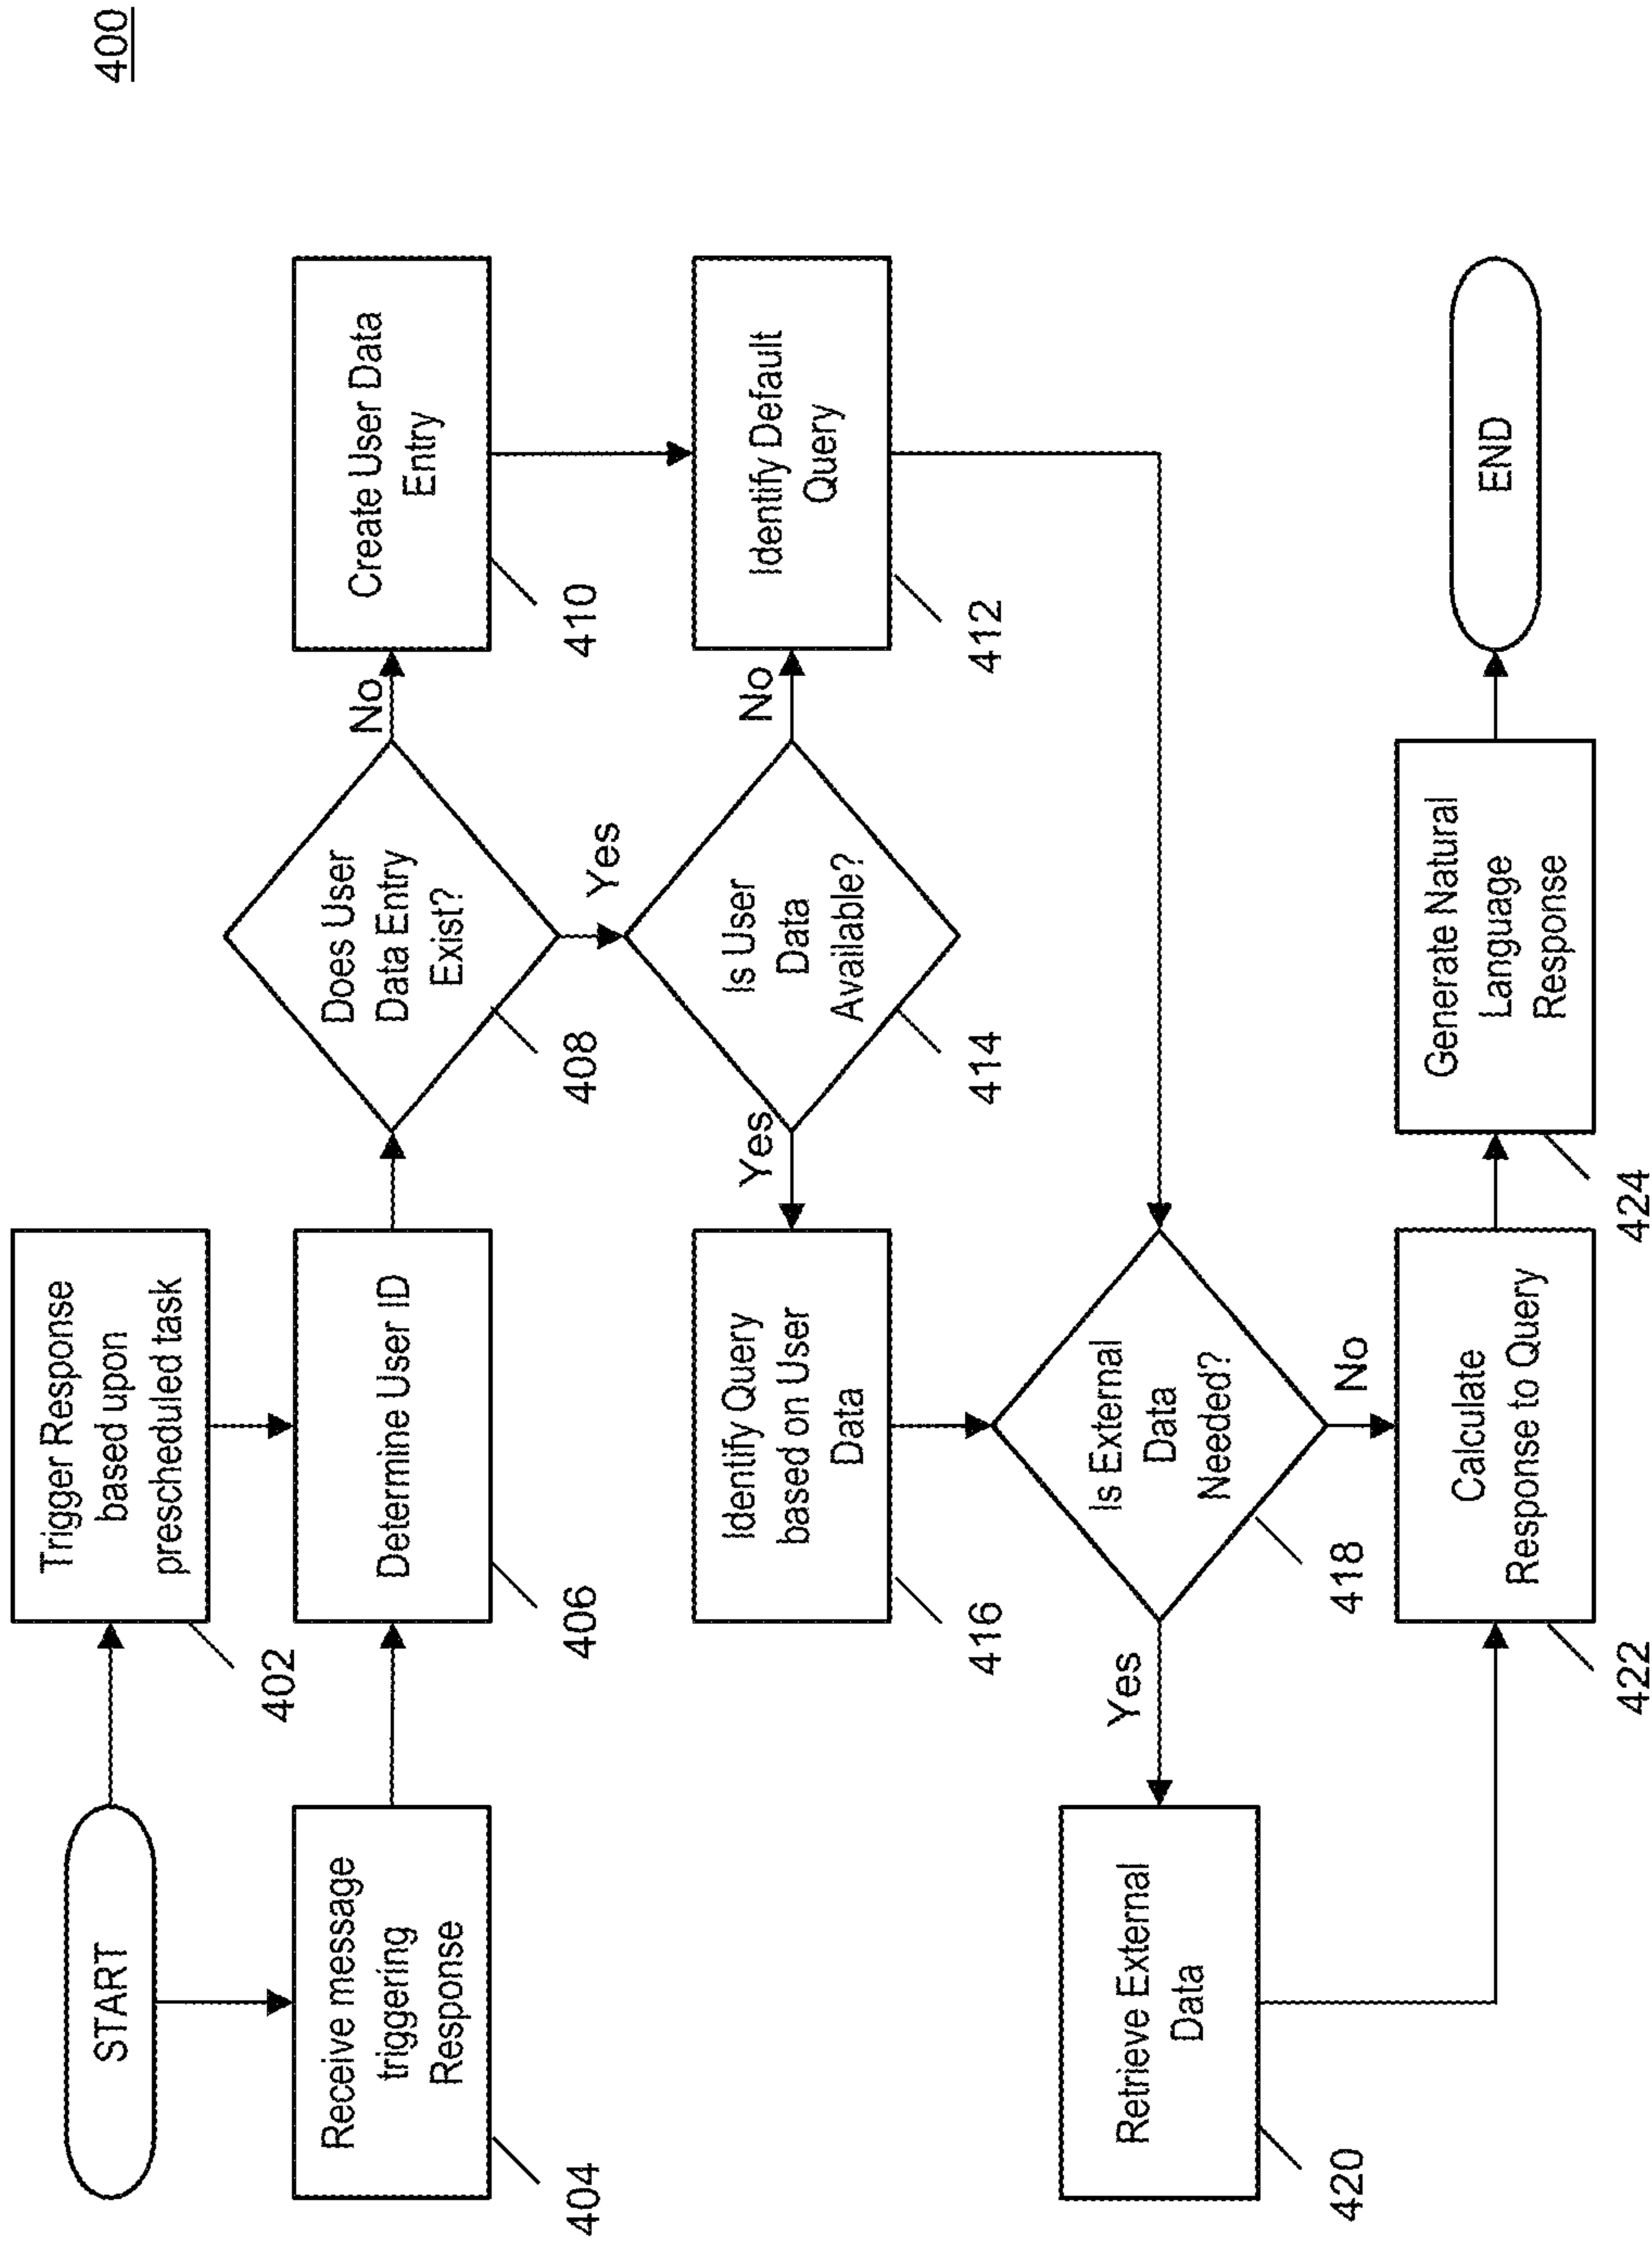 400
START
Trigger Response
based upon
prescheduled task
402
Receive message
triggering
Response
404
Determine User ID
406
Does User
Data Entry
Exist?
408
No
Yes
Create User Data
Entry
410
Identify Query
based on User
Data
416
Yes
Is User
Data
Available?
414
No
Identify Default
Query
412
Retrieve External
Data
420
Yes
Is External
Data
Needed?
418
No
Calculate
Response to Query
422
Generate Natural
Language
Response
424
END